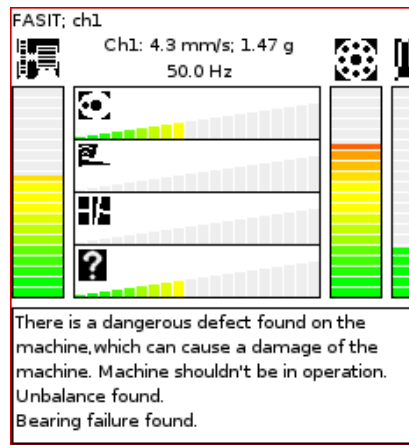 FASIT; ch1
Ch1: 4.3 mm/s; 1.47 g
50.0 Hz
?
There is a dangerous defect found on the
machine,which can cause a damage of the
machine. Machine shouldn't be in operation.
Unbalance found.
Bearing failure found.